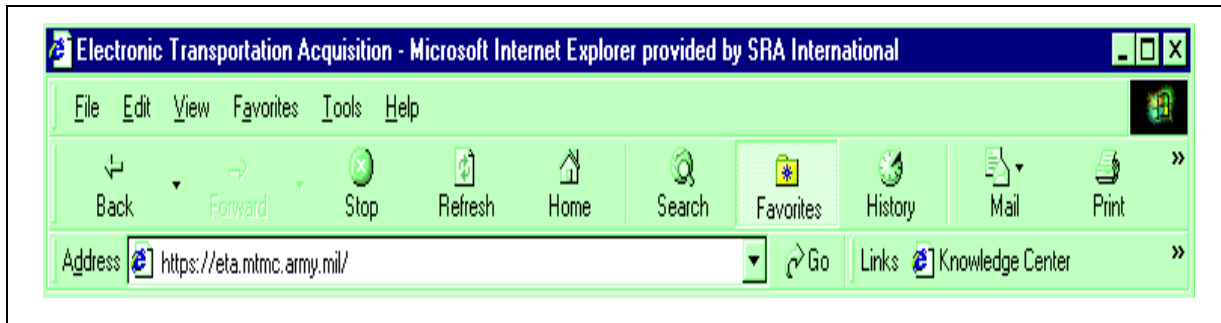 Electronic Transportation Acquisition - Microsoft Internet Explorer provided by SRA International
File Edit View Favorites Tools Help
Back Forward Stop Refresh Home Search Favorites History Mail Print »
Address https://eta.mtmc.army.mil/ Go Links Knowledge Center »